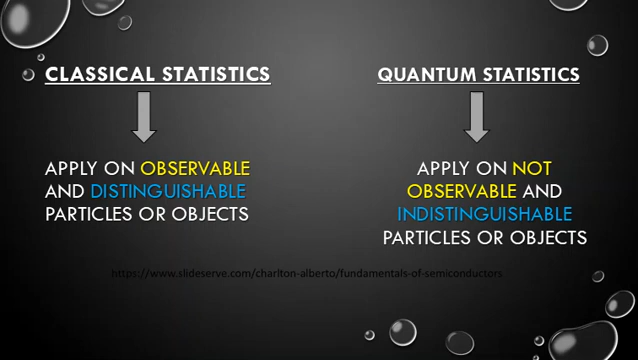 CLASSICAL STATISTICS
APPLY ON OBSERVABLE
AND DISTINGUISHABLE
PARTICLES OR OBJECTS
QUANTUM STATISTICS
APPLY ON NOT
OBSERVABLE AND
INDISTINGUISHABLE
PARTICLES OR OBJECTS
https://www.slideserve.com/charlton-alberto/fundamentals-of-semiconductors